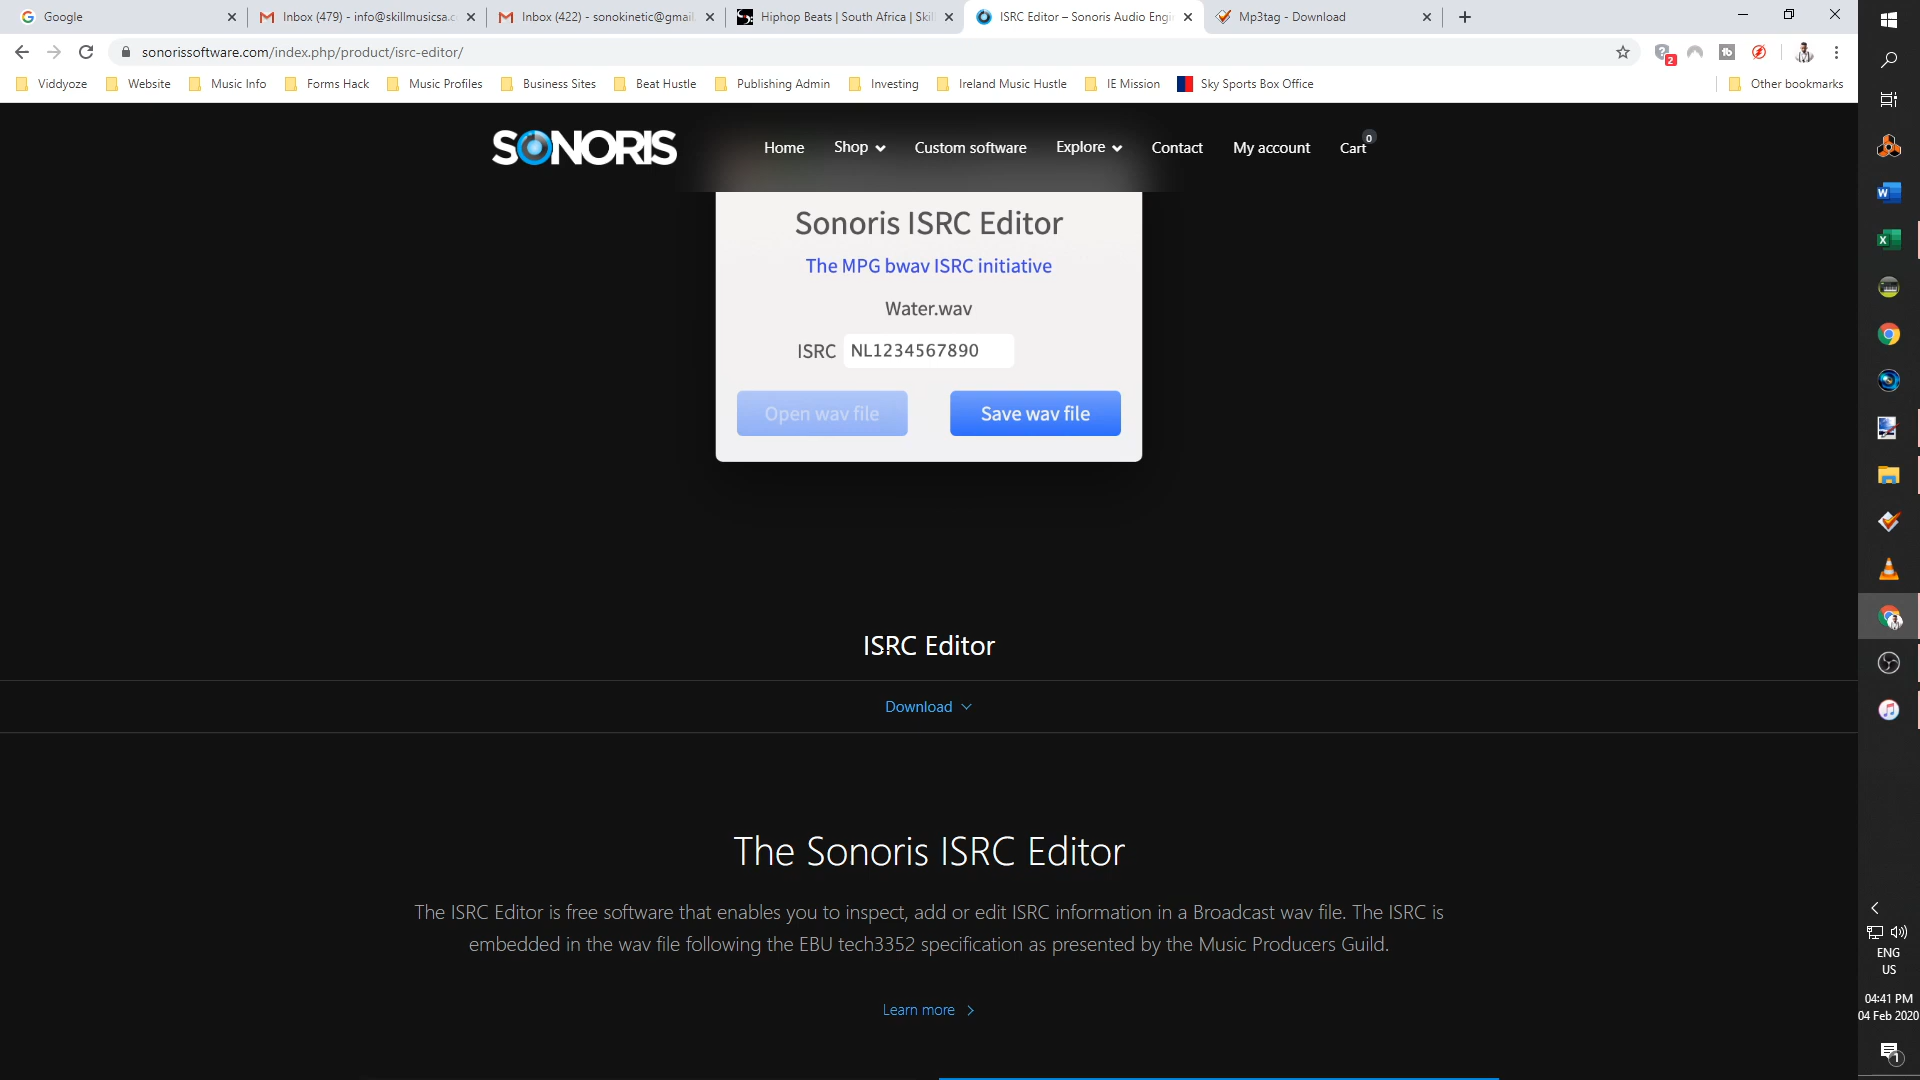 Google
Inbox (479) - info@skillmusicsa.c
Inbox (422) - sonokinetic@gmail.
Hiphop Beats | South Africa | Skil
ISRC Editor – Sonoris Audio Engi
Mp3tag - Download
sonorissoftware.com/index.php/product/isrc-editor/
2
Viddyoze
Website
Music Info
Forms Hack
Music Profiles
Business Sites
Beat Hustle
Publishing Admin
Investing
Ireland Music Hustle
IE Mission
Sky Sports Box Office
Other bookmarks
SONORIS
Home
Shop
Custom software
Explore
Contact
My account
Cart
0
Sonoris ISRC Editor
The MPG bwav ISRC initiative
Water.wav
ISRC NL1234567890
Open wav file
Save wav file
ISRC Editor
Download
The Sonoris ISRC Editor
The ISRC Editor is free software that enables you to inspect, add or edit ISRC information in a Broadcast wav file. The ISRC is
embedded in the wav file following the EBU tech3352 specification as presented by the Music Producers Guild.
Learn more
ENG
US
04:41 PM
04 Feb 2020
1